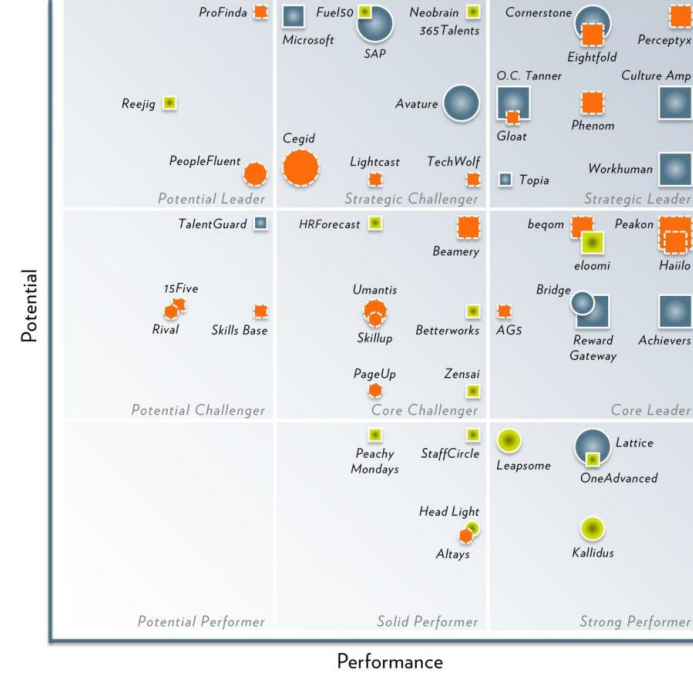 ProFinda
Fuel50
Neobrain
365Talents
Microsoft
SAP
Cornerstone
Perceptyx
Eightfold
O.C. Tanner
Culture Amp
Reejig
Avature
Phenom
Gloat
Cegid
PeopleFluent
Lightcast
TechWolf
Topia
Workhuman
Potential Leader
Strategic Challenger
Strategic Leader
TalentGuard
HRForecast
Beamery
beqom
Peakon
eloomi
Haiilo
15Five
Umantis
Bridge
Rival
Skills Base
Skillup
Betterworks
AG5
Reward
Gateway
Achievers
PageUp
Zensai
Potential Challenger
Core Challenger
Core Leader
Peachy
Mondays
StaffCircle
Leapsome
Lattice
OneAdvanced
Head Light
Altays
Kallidus
Potential Performer
Solid Performer
Strong Performer
Potential
Performance